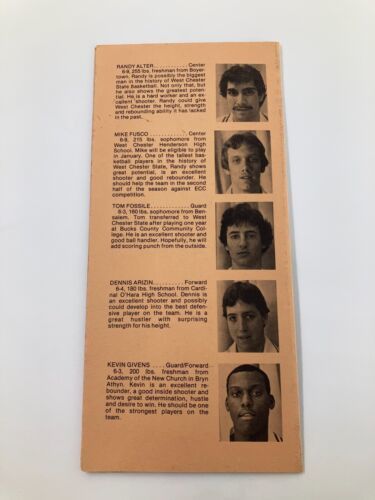 RANDY ALTER . . . . . . . . . . Center
6-9, 255 lbs, freshman from Boyer-
town, Randy is possibly the biggest
man in the history of West Chester
State Basketball. Not only that, but
he also shows the greatest poten-
tial. He is a hard worker and an ex-
cellent shooter. Randy could give
West Chester the height, strength
and rebounding ability it has lacked
in the past.
MIKE FUSCO . . . . . . . . . . . Center
6-9, 215 lbs, sophomore from
West Chester Henderson High
School. Mike will be eligible to play
in January. One of the tallest bas-
ketball players in the history of
West Chester State, Randy shows
great potential, is an excellent
shooter and good rebounder. He
should help the team in the second
half of the season against ECC
competition.
TOM FOSSILE . . . . . . . . . . . Guard
6-3, 160 lbs, sophomore from Ben-
salem. Tom transferred to West
Chester State after playing one year
at Bucks County Community Col-
lege. He is an excellent shooter and
good ball handler. Hopefully, he will
add scoring punch from the outside.
DENNIS ARIZIN . . . . . . . . Forward
6-4, 180 lbs, freshman from Cardi-
nal O'Hara High School. Dennis is
an excellent shooter and possibly
could develop into the best defen-
sive player on the team. He is a
great hustler with surprising
strength for his height.
KEVIN GIVENS . . . . Guard/Forward
6-3, 200 lbs, freshman from
Academy of the New Church in Bryn
Athyn. Kevin is an excellent re-
bounder, a good inside shooter and
shows great determination, hustle
and desire to win. He should be one
of the strongest players on the
team.